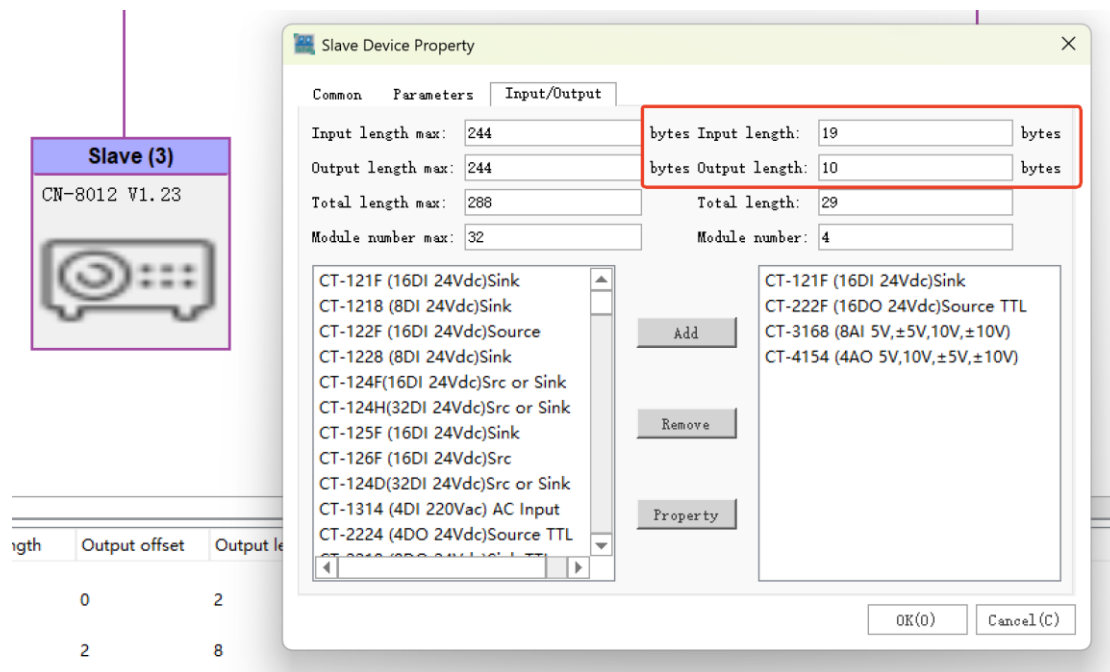 Slave Device Property
Common Parameters Input/Output
Input length max: 244 bytes Input length: 19 bytes
Output length max: 244 bytes Output length: 10 bytes
Total length max: 288 Total length: 29
Module number max: 32 Module number: 4
Slave (3)
CN-8012 V1.23
CT-121F (16DI 24Vdc)Sink
CT-1218 (8DI 24Vdc)Sink
CT-122F (16DI 24Vdc)Source
CT-1228 (8DI 24Vdc)Sink
CT-124F(16DI 24Vdc)Src or Sink
CT-124H(32DI 24Vdc)Src or Sink
CT-125F (16DI 24Vdc)Sink
CT-126F (16DI 24Vdc)Src
CT-124D(32DI 24Vdc)Src or Sink
CT-1314 (4DI 220Vac) AC Input
CT-2224 (4DO 24Vdc)Source TTL
Add
Remove
Property
CT-121F (16DI 24Vdc)Sink
CT-222F (16DO 24Vdc)Source TTL
CT-3168 (8AI 5V,±5V,10V,±10V)
CT-4154 (4AO 5V,10V,±5V,±10V)
OK(O) Cancel(C)
ngth Output offset Output le
0 2
2 8